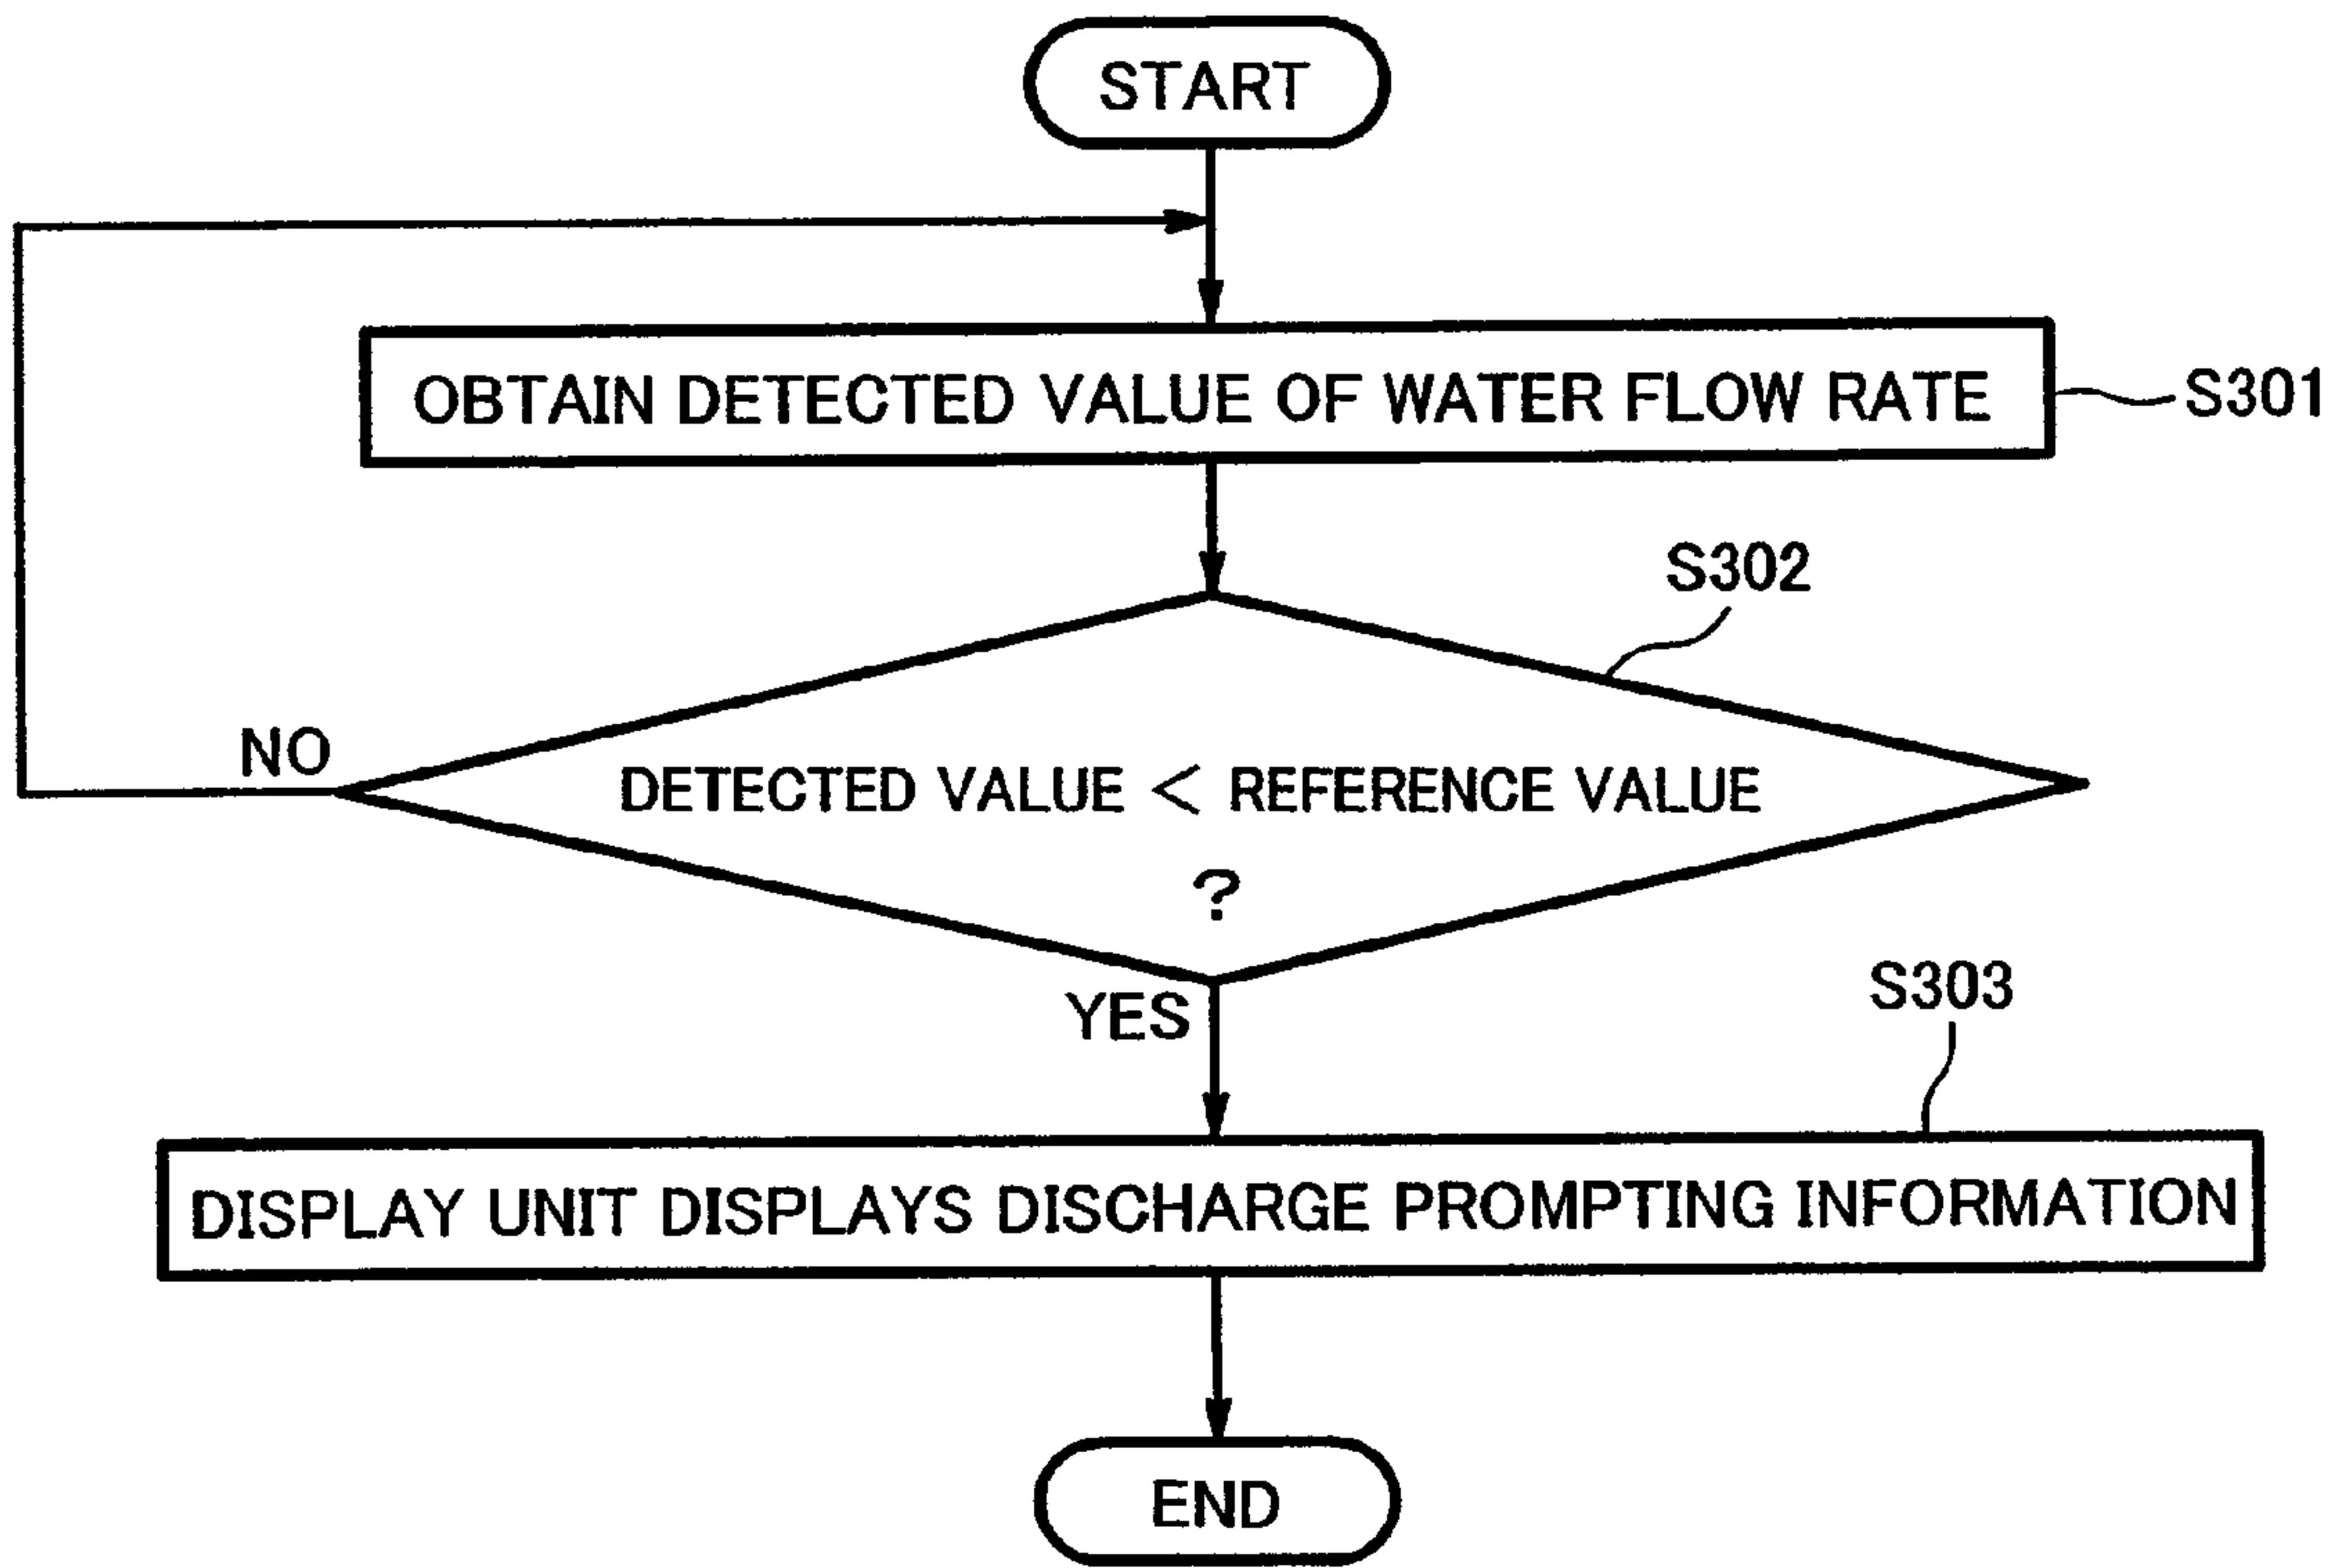 START
OBTAIN DETECTED VALUE OF WATER FLOW RATE
S301
S302
NO
DETECTED VALUE < REFERENCE VALUE
?
YES
S303
DISPLAY UNIT DISPLAYS DISCHARGE PROMPTING INFORMATION
END